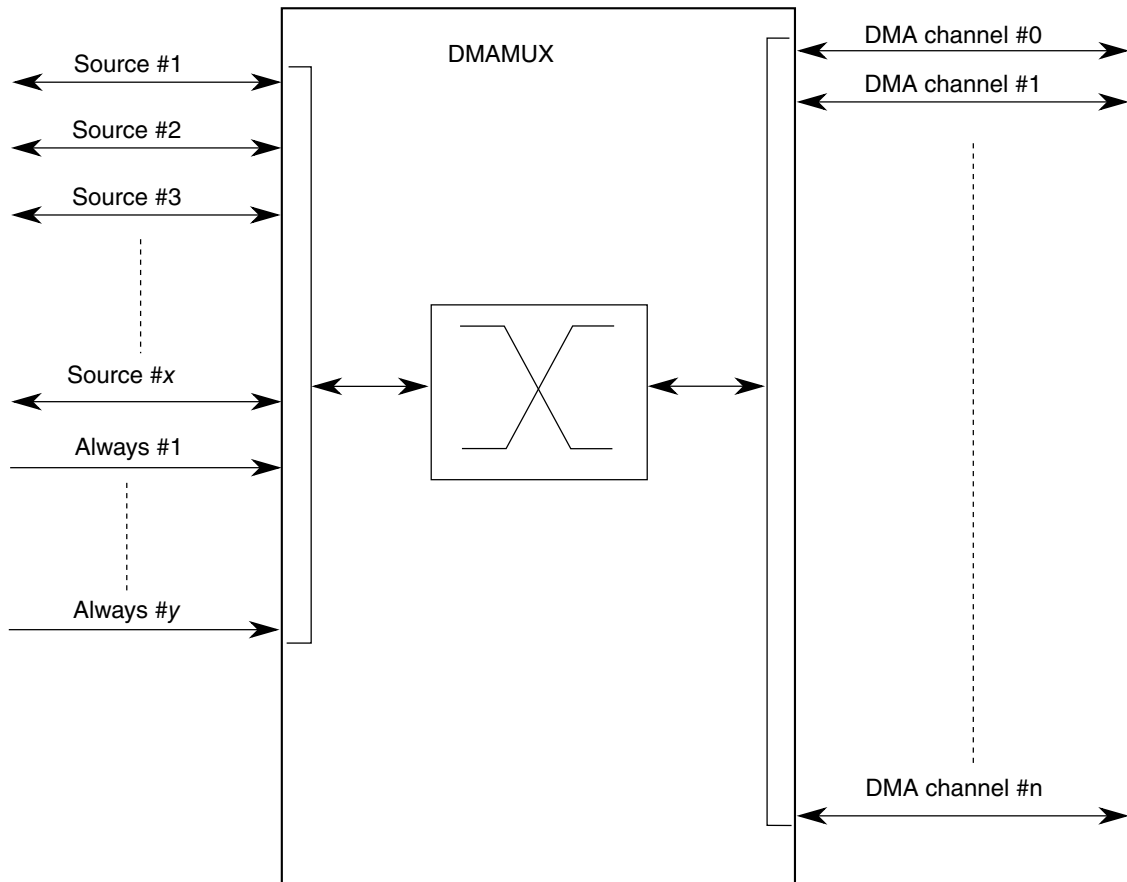 DMAMUX
Source #1
Source #2
Source #3
Source #x
Always #1
Always #y
DMA channel #0
DMA channel #1
DMA channel #n